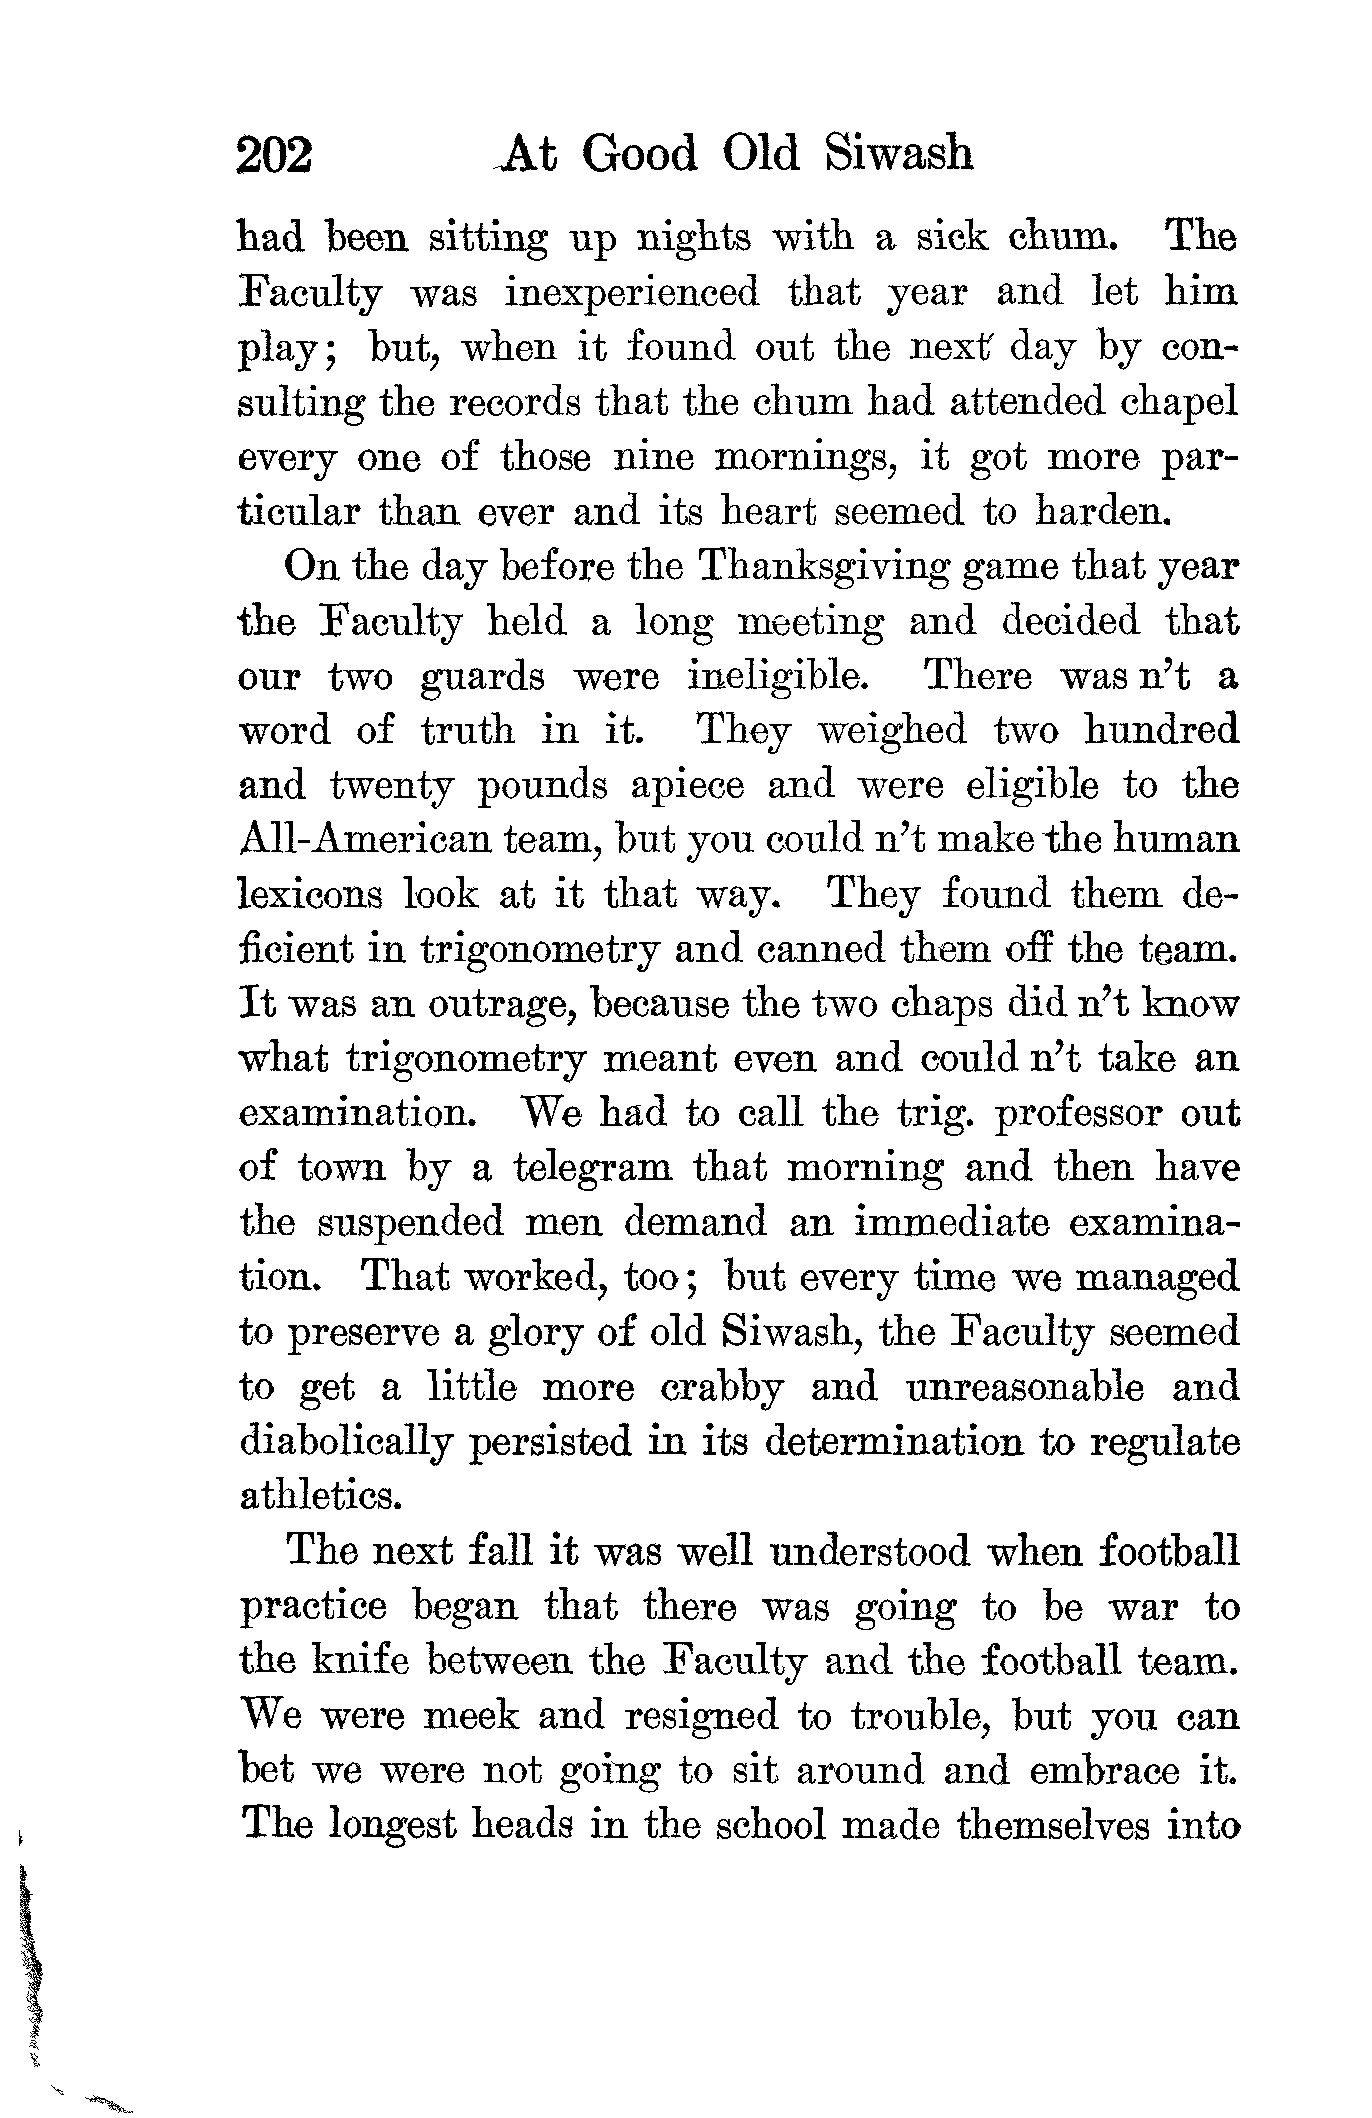 202 At Good Old Siwash
had been sitting up nights with a sick chum. The
Faculty was inexperienced that year and let him
play; but, when it found out the next day by con-
sulting the records that the chum had attended chapel
every one of those nine mornings, it got more par-
ticular than ever and its heart seemed to harden.
On the day before the Thanksgiving game that year
the Faculty held a long meeting and decided that
our two guards were ineligible. There was n't a
word of truth in it. They weighed two hundred
and twenty pounds apiece and were eligible to the
All-American team, but you could n't make the human
lexicons look at it that way. They found them de-
ficient in trigonometry and canned them off the team.
It was an outrage, because the two chaps did n't know
what trigonometry meant even and could n't take an
examination. We had to call the trig. professor out
of town by a telegram that morning and then have
the suspended men demand an immediate examina-
tion. That worked, too; but every time we managed
to preserve a glory of old Siwash, the Faculty seemed
to get a little more crabby and unreasonable and
diabolically persisted in its determination to regulate
athletics.
The next fall it was well understood when football
practice began that there was going to be war to
the knife between the Faculty and the football team.
We were meek and resigned to trouble, but you can
bet we were not going to sit around and embrace it.
The longest heads in the school made themselves into